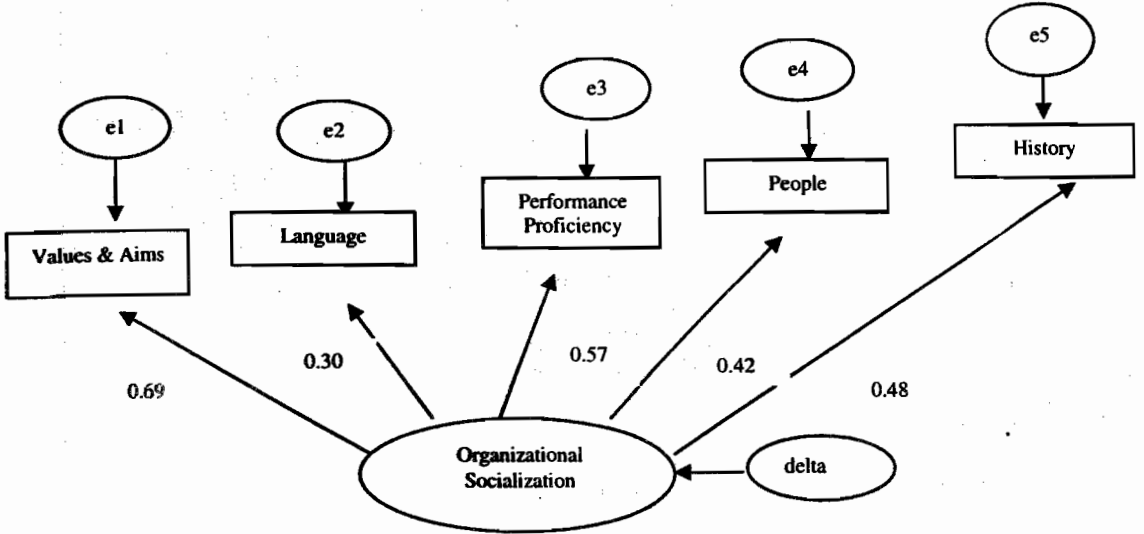 e5
e4
e3
e1
e2
History
People
Performance
Proficiency
Language
Values & Aims
0.30
0.57
0.42
0.69
0.48
Organizational
Socialization
delta